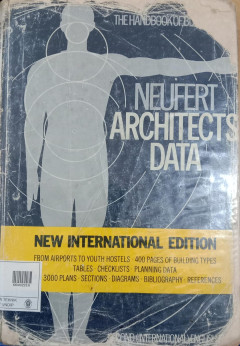 THE HANDBOOK OF B
NEUFERT
ARCHITECTS
DATA
NEW INTERNATIONAL EDITION
FROM AIRPORTS TO YOUTH HOSTELS · 400 PAGES OF BUILDING TYPES
TABLES · CHECKLISTS · PLANNING DATA
3000 PLANS · SECTIONS · DIAGRAMS · BIBLIOGRAPHY · REFERENCES
INTERNATIONAL